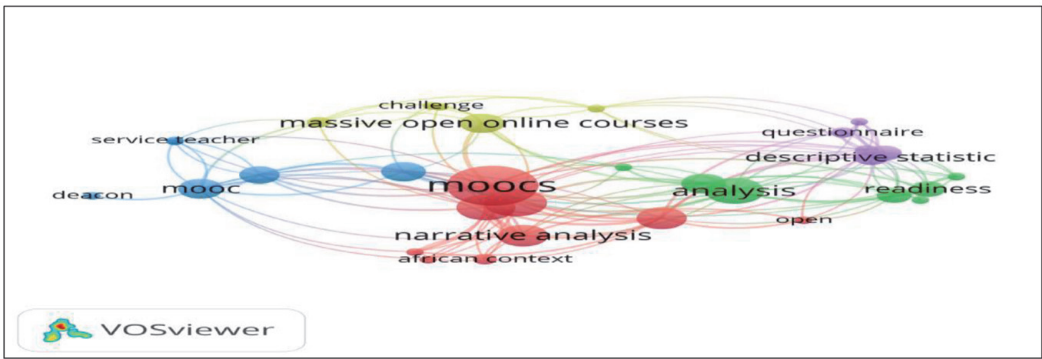 challenge
massive open online courses
service teacher
questionnaire
descriptive statistic
deacon
mooc
moocs
analysis
readiness
open
narrative analysis
african context
VOSviewer